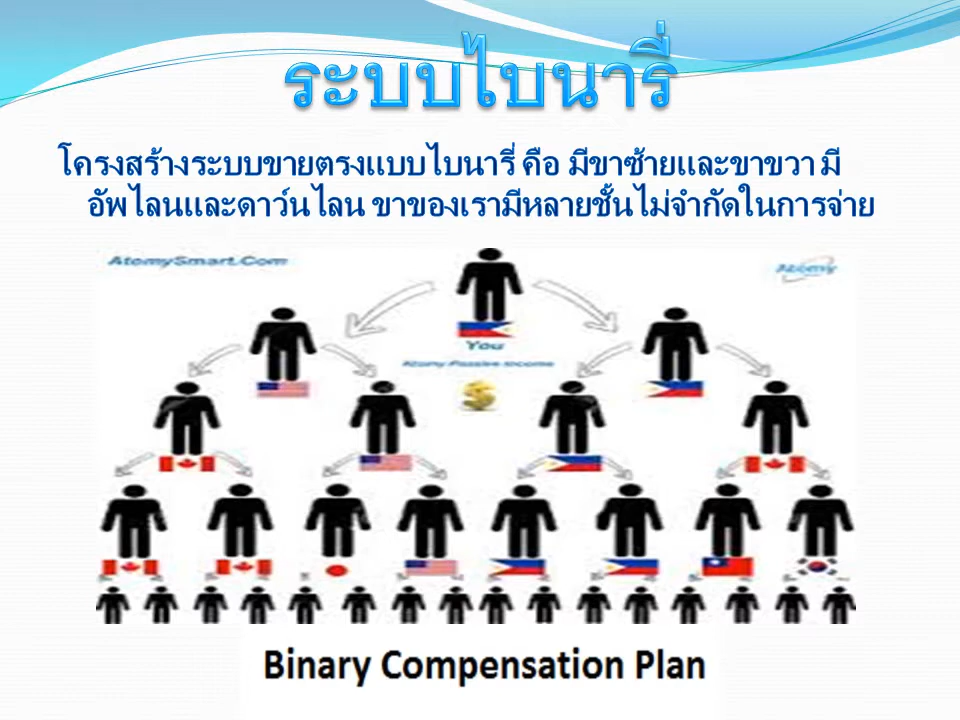 ระบบไบนารี่
โครงสร้างระบบขายตรงแบบไบนารี่ คือ มีขาซ้ายและขาขวา มี
อัพไลนและดาว์นไลน ขาของเรามีหลายชั้นไม่จำกัดในการจ่าย
AtomySmart.Com
Atomy
You
Atomy Passive Income
Binary Compensation Plan